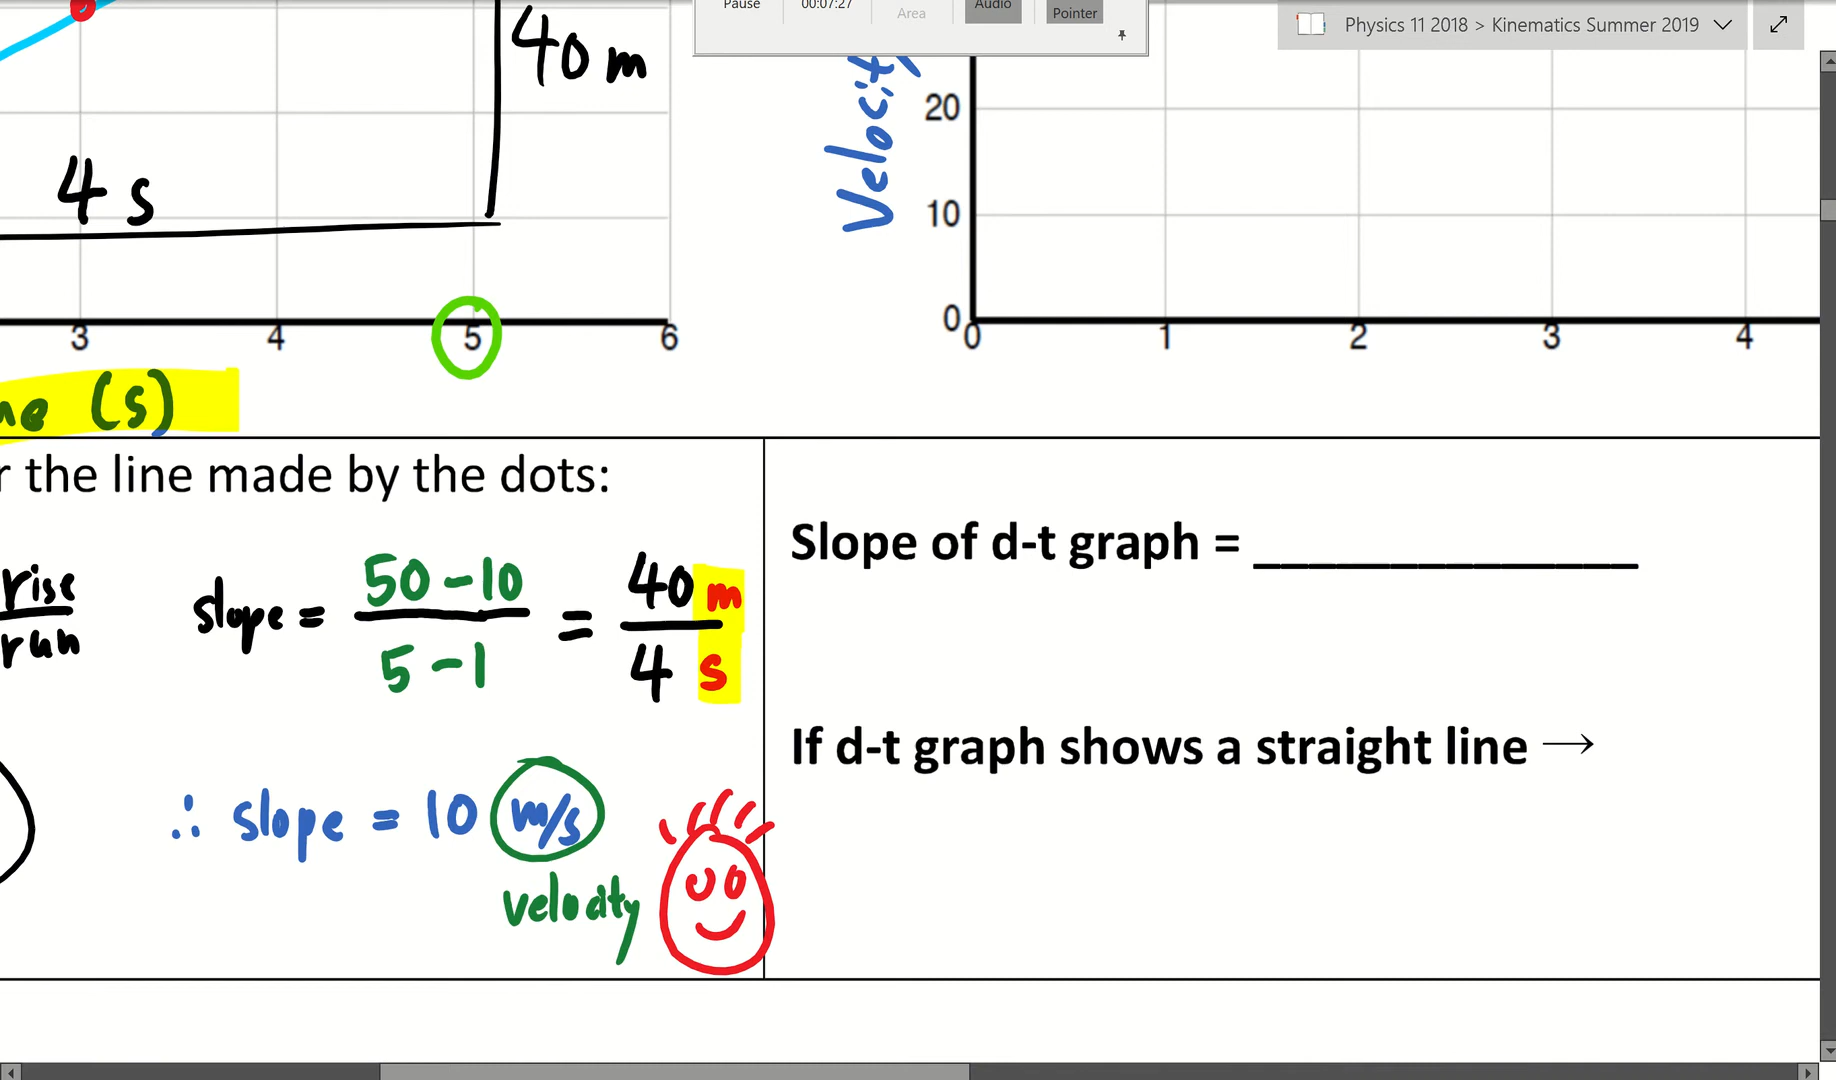 Pause 00:07:27 Area Audio Pointer
Physics 11 2018 > Kinematics Summer 2019
40 m
4 s
3 4 5 6
(s)
20
10
0
0 1 2 3 4
the line made by the dots:
rise
run
slope = 50 - 10 / 5 - 1 = 40 m / 4 s
∴ slope = 10 m/s
velocity
Slope of d-t graph = ______________
If d-t graph shows a straight line →